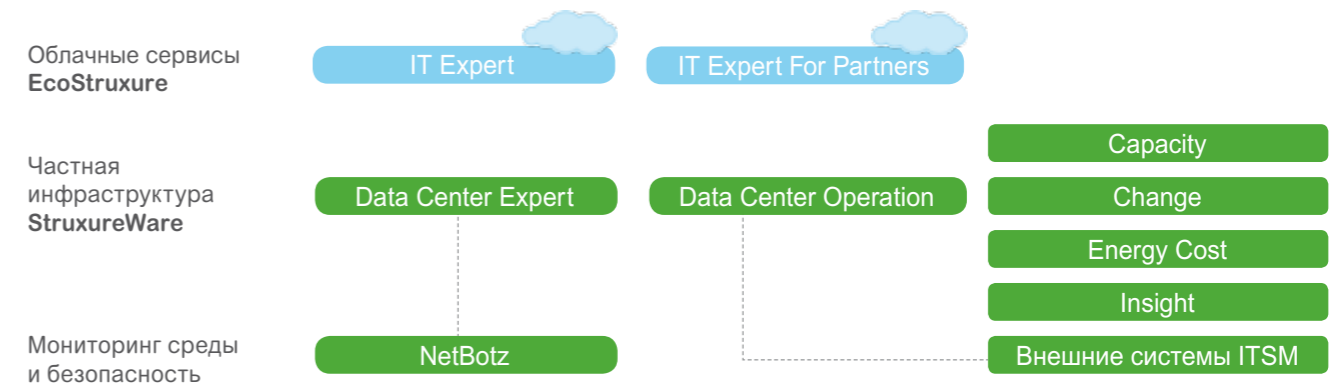 Облачные сервисы
EcoStruxure
IT Expert
IT Expert For Partners
Частная
инфраструктура
StruxureWare
Data Center Expert
Data Center Operation
Capacity
Change
Energy Cost
Insight
Мониторинг среды
и безопасность
NetBotz
Внешние системы ITSM